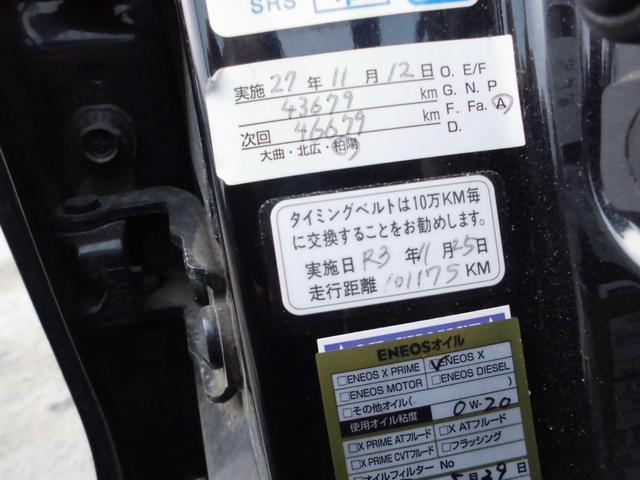 SRS
実施 27 年 11 月 12 日 O. E/F
43679 km G. N. P
次回 46679 km F. Fa. A
大曲・北広・柏陽 D.
タイミングベルトは10万KM毎
に交換することをお勧めします。
実施日 R3 年 11 月 25 日
走行距離 101175 KM
ENEOSオイル
□ENEOS X PRIME ☑ENEOS X
□ENEOS MOTOR □ENEOS DIESEL
□その他オイル( )
使用オイル粘度 0W-20
□X PRIME ATフルード □X ATフルード
□X PRIME CVTフルード □フラッシング
□オイルフィルター No
日